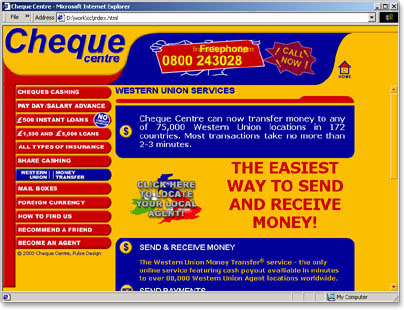 Cheque Centre - Microsoft Internet Explorer
File
Address
D:\work\cc\index.html
Cheque
centre
Freephone
0800 243028
CALL
NOW!
HOME
CHEQUES CASHING
PAY DAY/SALARY ADVANCE
£500 INSTANT LOANS
NO
£1,500 AND £5,000 LOANS
ALL TYPES OF INSURANCE
SHARE CASHING
WESTERN UNION || MONEY TRANSFER
MAIL BOXES
FOREIGN CURRENCY
HOW TO FIND US
RECOMMEND A FRIEND
BECOME AN AGENT
© 2003 Cheque Centre, Pulse Design
WESTERN UNION SERVICES
Cheque Centre can now transfer money to any
of 75,000 Western Union locations in 172
countries. Most transactions take no more than
2-3 minutes.
CLICK HERE
TO LOCATE
YOUR LOCAL
AGENT!
THE EASIEST
WAY TO SEND
AND RECEIVE
MONEY!
$ SEND & RECEIVE MONEY
The Western Union Money Transfer® service - the only
online service featuring cash payout available in minutes
to over 88,000 Western Union Agent locations worldwide.
SEND PAYMENTS
My Computer